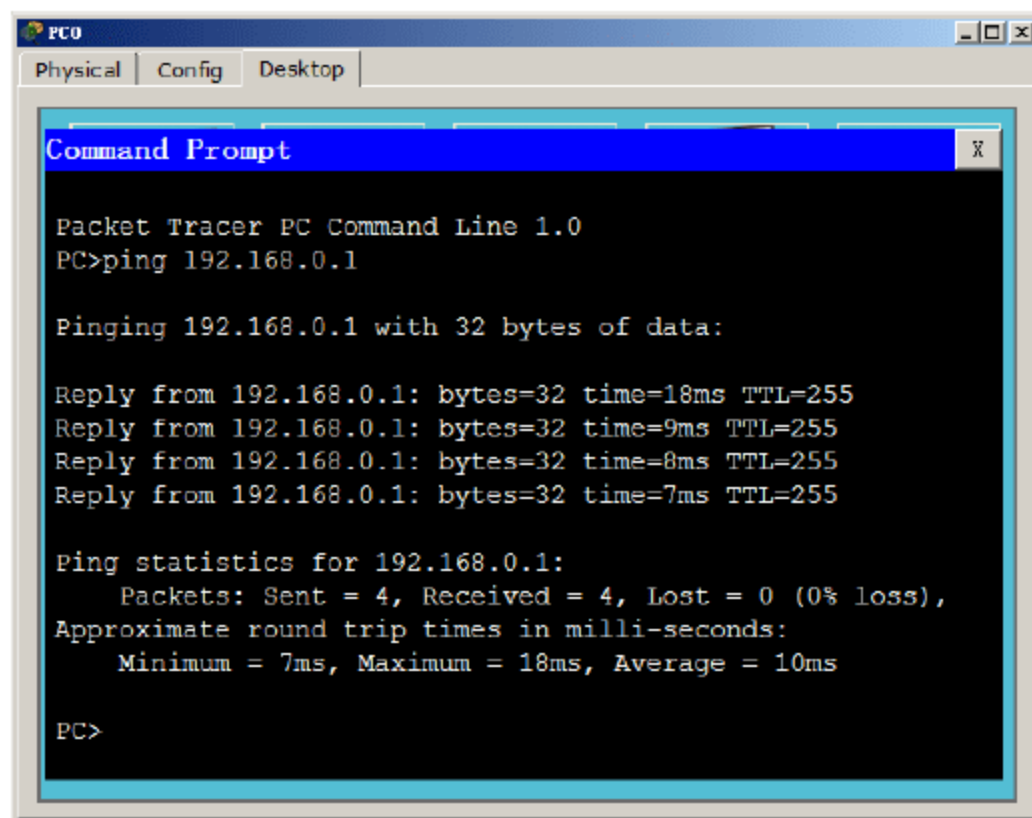 PC0
Physical Config Desktop
Command Prompt X
Packet Tracer PC Command Line 1.0
PC>ping 192.168.0.1
Pinging 192.168.0.1 with 32 bytes of data:
Reply from 192.168.0.1: bytes=32 time=18ms TTL=255
Reply from 192.168.0.1: bytes=32 time=9ms TTL=255
Reply from 192.168.0.1: bytes=32 time=8ms TTL=255
Reply from 192.168.0.1: bytes=32 time=7ms TTL=255
Ping statistics for 192.168.0.1:
Packets: Sent = 4, Received = 4, Lost = 0 (0% loss),
Approximate round trip times in milli-seconds:
Minimum = 7ms, Maximum = 18ms, Average = 10ms
PC>